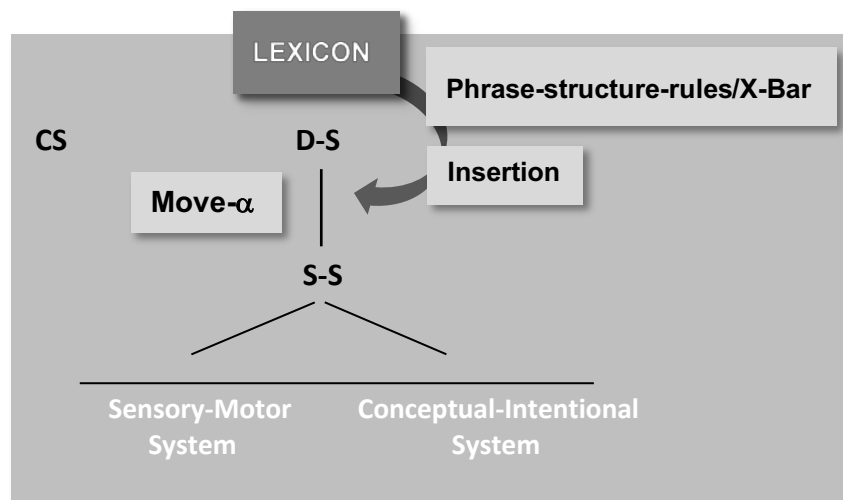 LEXICON
Phrase-structure-rules/X-Bar
CS
D-S
Insertion
Move-α
S-S
Sensory-Motor
System
Conceptual-Intentional
System